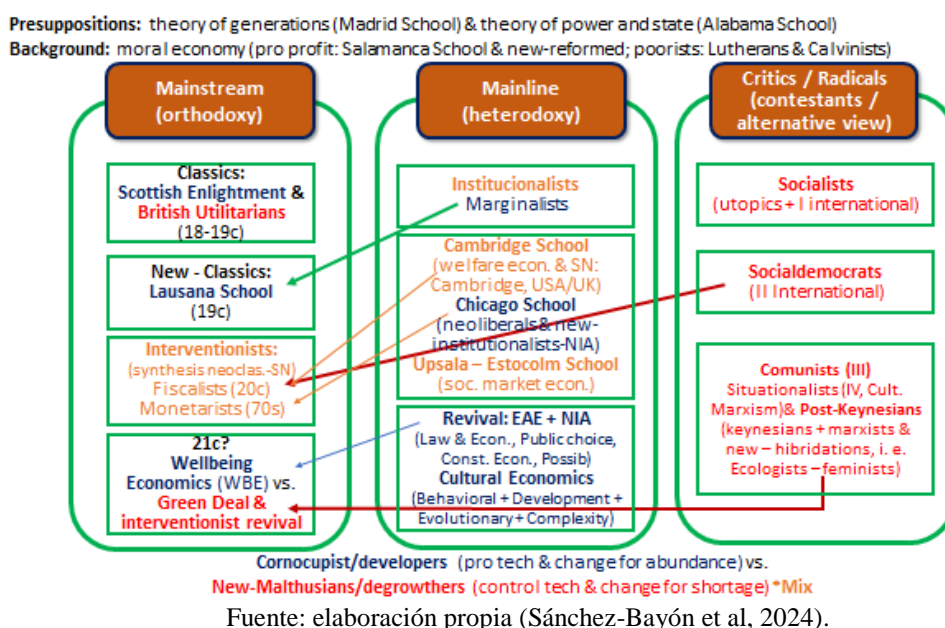 Presuppositions: theory of generations (Madrid School) & theory of power and state (Alabama School)
Background: moral economy (pro profit: Salamanca School & new-reformed; poorists: Lutherans & Calvinists)
Mainstream
(orthodoxy)
Classics:
Scottish Enlightment &
British Utilitarians
(18-19c)
New - Classics:
Lausana School
(19c)
Interventionists:
(synthesis neoclas.-SN)
Fiscalists (20c)
Monetarists (70s)
21c?
Wellbeing
Economics (WBE) vs.
Green Deal &
interventionist revival
Mainline
(heterodoxy)
Institucionalists
Marginalists
Cambridge School
(welfare econ. & SN:
Cambridge, USA/UK)
Chicago School
(neoliberals & new-
institutionalists-NIA)
Upsala – Estocolm School
(soc. market econ.)
Revival: EAE + NIA
(Law & Econ., Public choice,
Const. Econ., Possib)
Cultural Economics
(Behavioral + Development +
Evolutionary + Complexity)
Critics / Radicals
(contestants /
alternative view)
Socialists
(utopics + I international)
Socialdemocrats
(II International)
Comunists (III)
Situationalists (IV, Cult.
Marxism) & Post-Keynesians
(keynesians + marxists &
new – hibridations, i. e.
Ecologists – feminists)
Cornocupist/developers (pro tech & change for abundance) vs.
New-Malthusians/degrowthers (control tech & change for shortage) *Mix
Fuente: elaboración propia (Sánchez-Bayón et al, 2024).